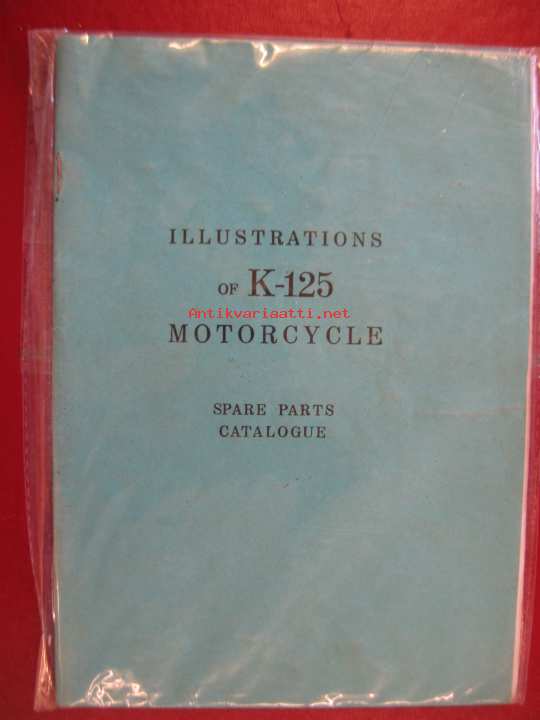 ILLUSTRATIONS
OF K-125
Antikvariaatti.net
MOTORCYCLE
SPARE PARTS
CATALOGUE